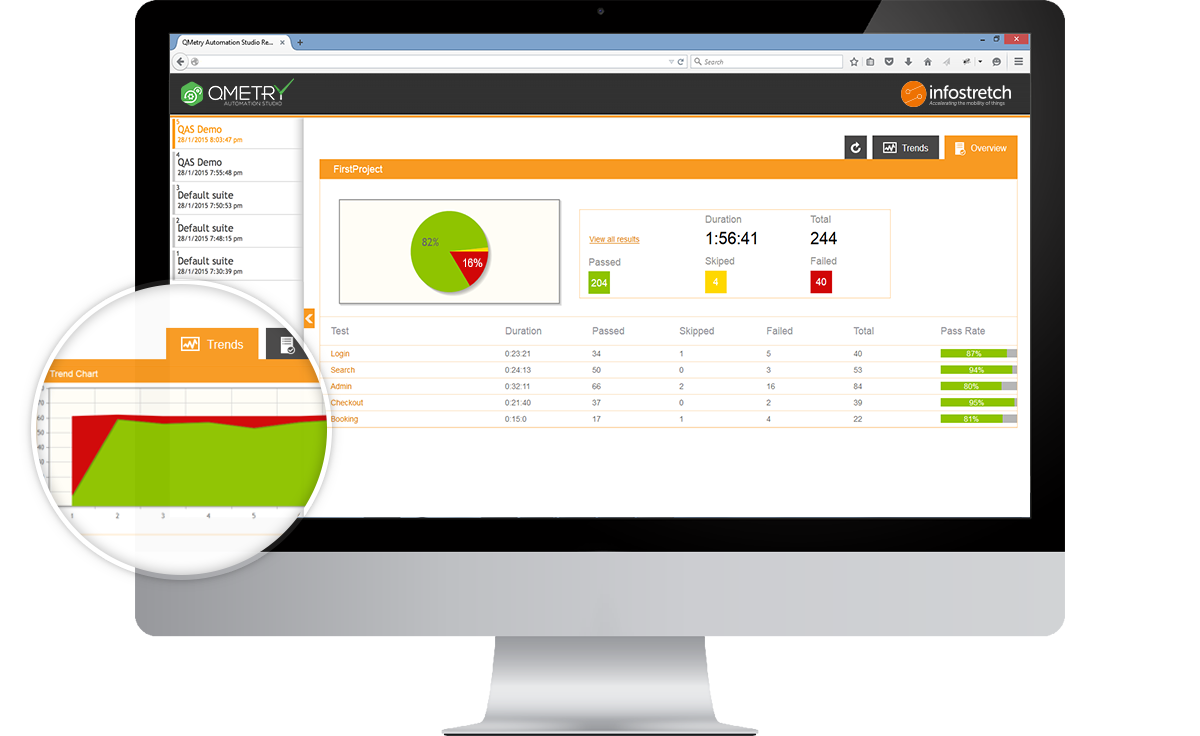 QMetry Automation Studio Re...
Search
QMETRY
AUTOMATION STUDIO
infostretch
Accelerating the mobility of things
5
QAS Demo
28/1/2015 8:03:47 pm
4
QAS Demo
28/1/2015 7:55:48 pm
3
Default suite
28/1/2015 7:50:53 pm
2
Default suite
28/1/2015 7:48:15 pm
1
Default suite
28/1/2015 7:30:39 pm
Trends
Overview
FirstProject
82%
16%
Duration Total
View all results 1:56:41 244
Passed Skiped Failed
204 4 40
Test Duration Passed Skipped Failed Total Pass Rate
Login 0:23:21 34 1 5 40 87%
Search 0:24:13 50 0 3 53 94%
Admin 0:32:11 66 2 16 84 80%
Checkout 0:21:40 37 0 2 39 95%
Booking 0:15:0 17 1 4 22 81%
Trends
Trend Chart
70
60
50
40
1 2 3 4 5